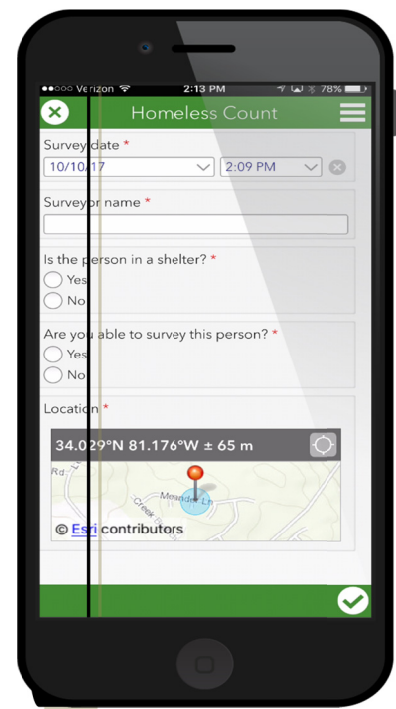 Verizon 2:13 PM 78%
Homeless Count
Survey date *
10/10/17 2:09 PM
Surveyor name *
Is the person in a shelter? *
Yes
No
Are you able to survey this person? *
Yes
No
Location *
34.029°N 81.176°W ± 65 m
Rd
Meander Ln
Creek
© Esri contributors